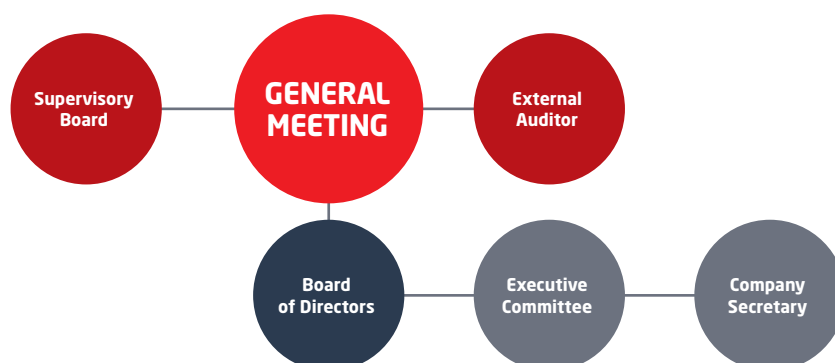 Supervisory
Board
GENERAL
MEETING
External
Auditor
Board
of Directors
Executive
Committee
Company
Secretary